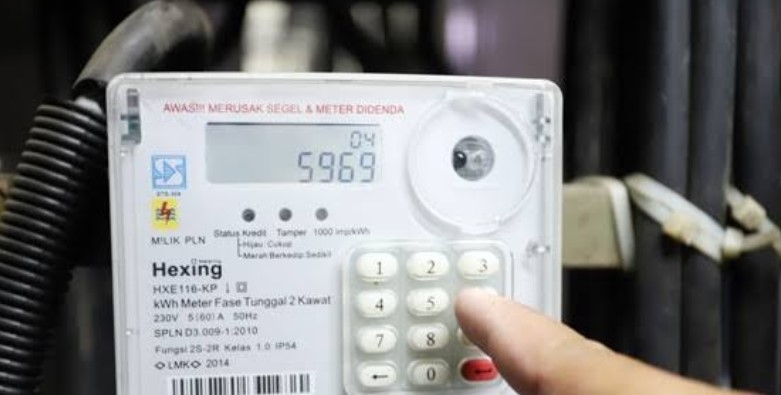 AWAS!!! MERUSAK SEGEL & METER DIDENDA
04
5969
MILIK PLN
Status Kredit Tamper 1000 imp/kWh
Hijau: Cukup
Merah Berkedip: Sedikit
Hexing
HXE116-KP
kWh Meter Fase Tunggal 2 Kawat
230V 5(60)A 50Hz
SPLN D3.009-1:2010
Fungsi 2S-2R Kelas 1.0 IP54
LMK 2014
1 2 3
4 5
7 8
← 0